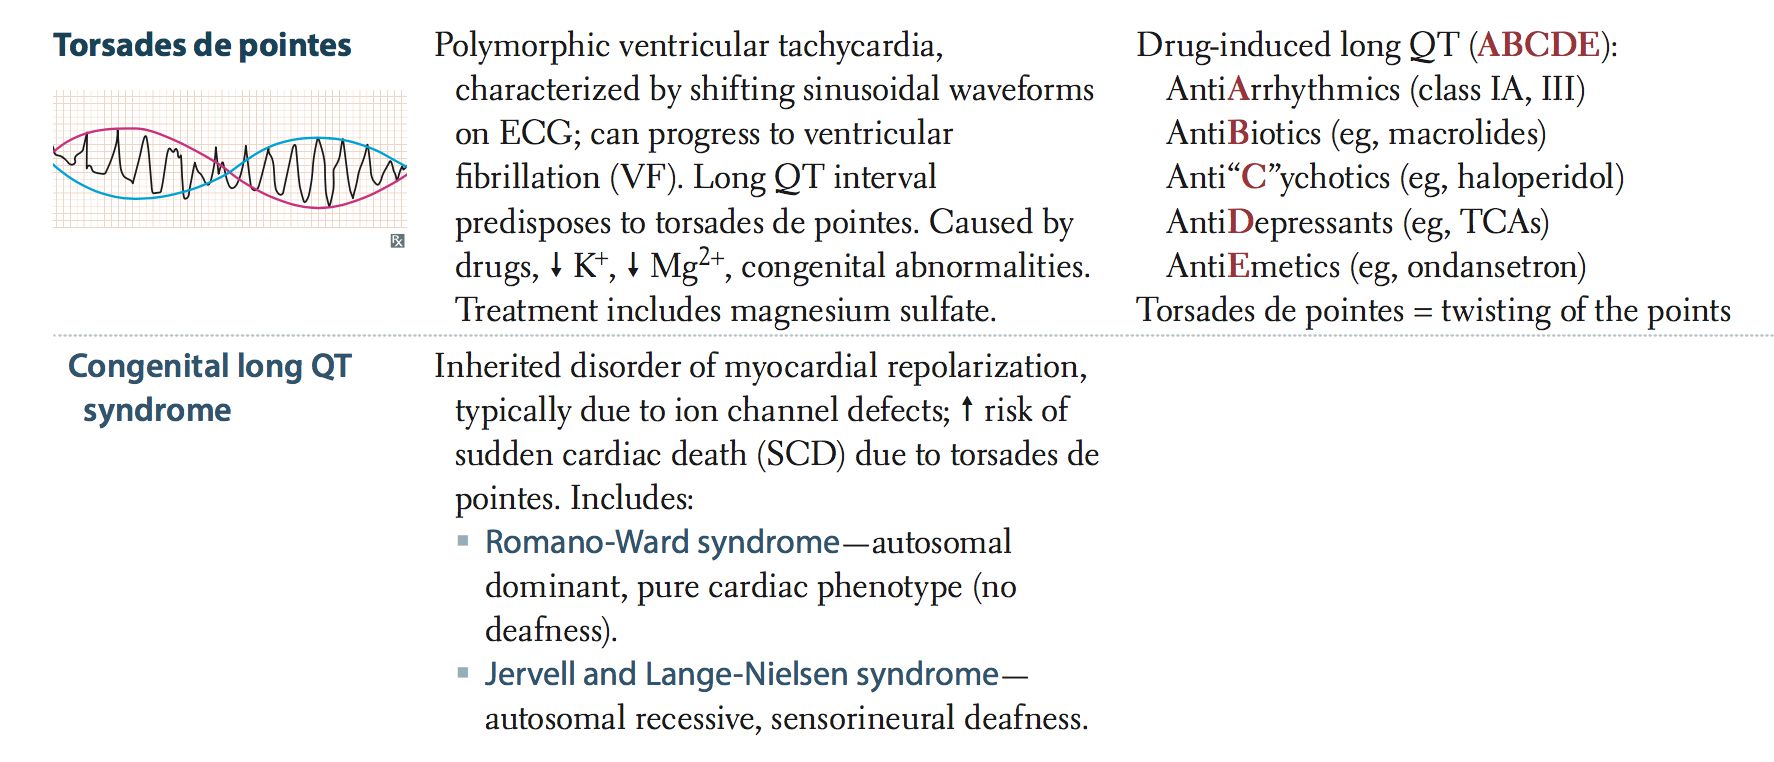 Torsades de pointes
Polymorphic ventricular tachycardia,
characterized by shifting sinusoidal waveforms
on ECG; can progress to ventricular
fibrillation (VF). Long QT interval
predisposes to torsades de pointes. Caused by
drugs, ↓ K⁺, ↓ Mg²⁺, congenital abnormalities.
Treatment includes magnesium sulfate.
Drug-induced long QT (ABCDE):
AntiArrhythmics (class IA, III)
AntiBiotics (eg, macrolides)
Anti“C”ychotics (eg, haloperidol)
AntiDepressants (eg, TCAs)
AntiEmetics (eg, ondansetron)
Torsades de pointes = twisting of the points
Rx
Congenital long QT
syndrome
Inherited disorder of myocardial repolarization,
typically due to ion channel defects; ↑ risk of
sudden cardiac death (SCD) due to torsades de
pointes. Includes:
▪ Romano-Ward syndrome—autosomal
dominant, pure cardiac phenotype (no
deafness).
▪ Jervell and Lange-Nielsen syndrome—
autosomal recessive, sensorineural deafness.